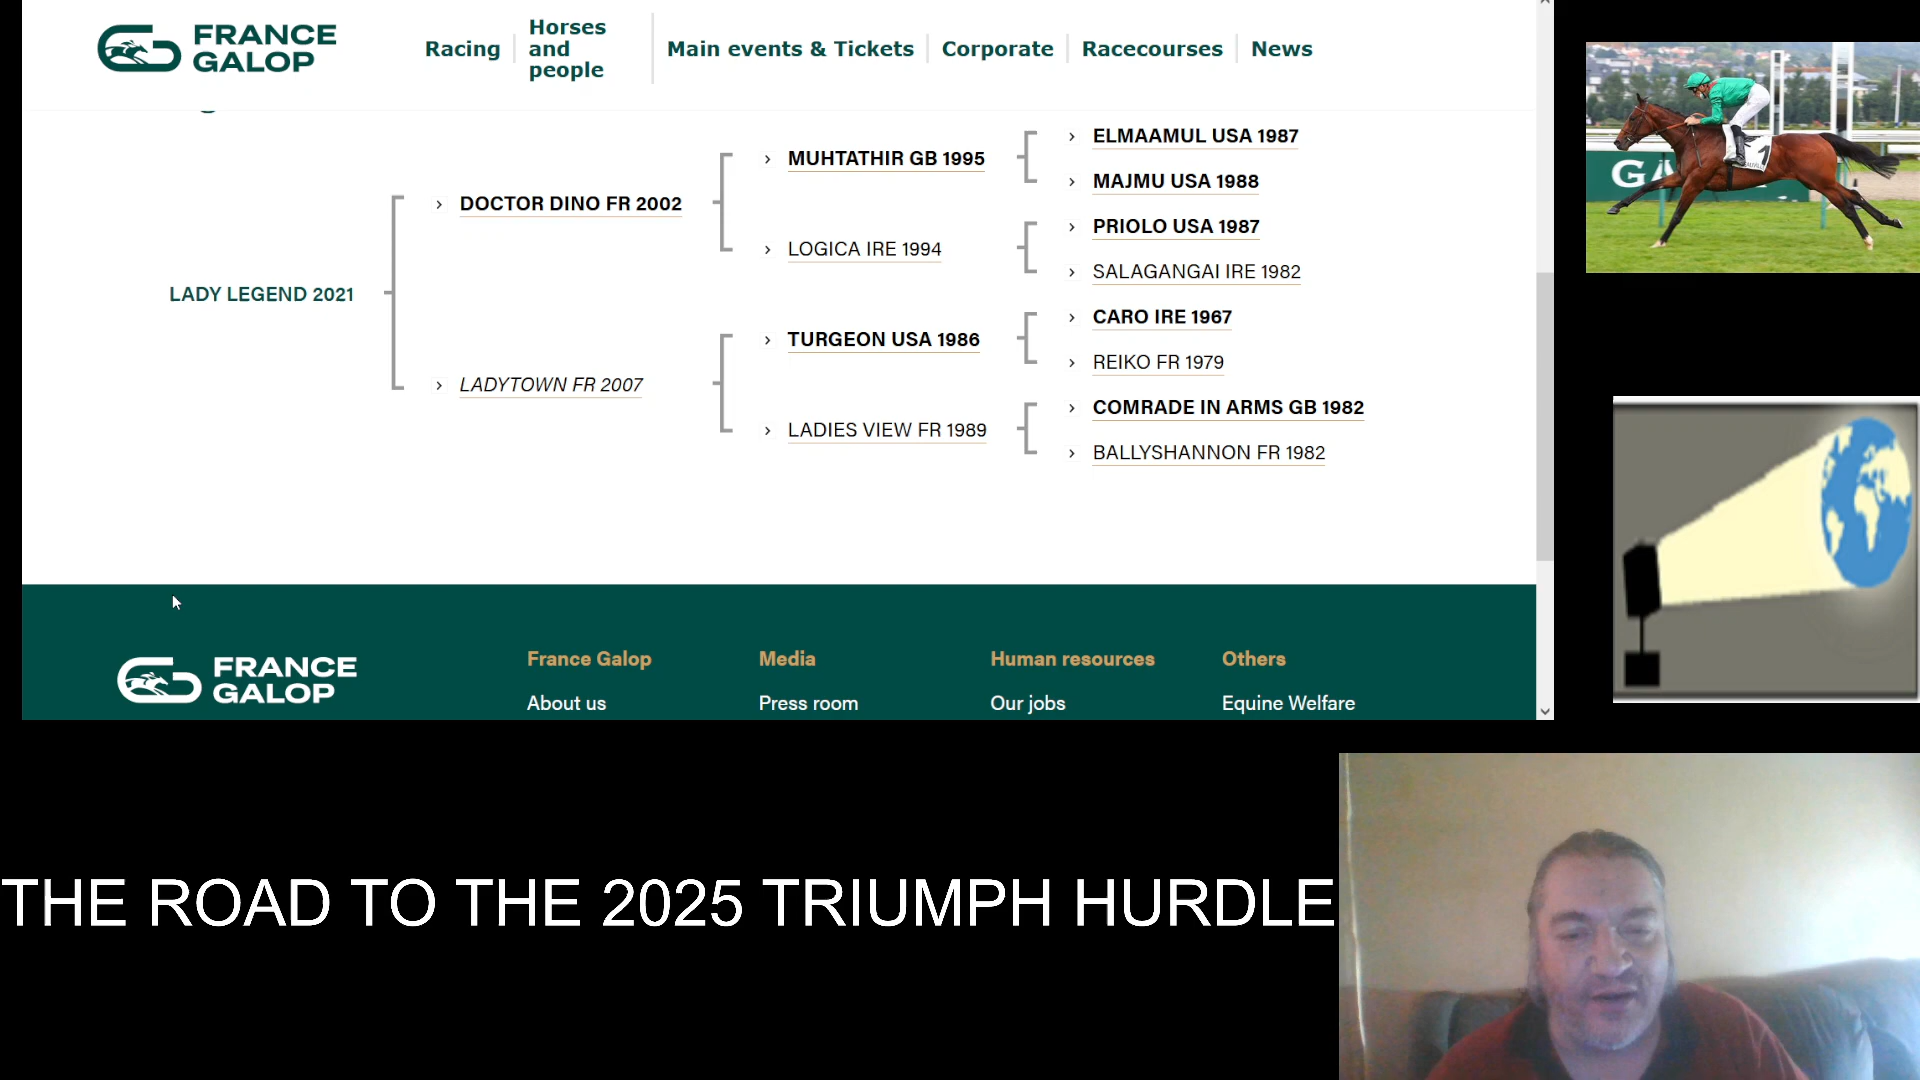 FRANCE
GALOP
Racing
Horses
and
people
Main events & Tickets
Corporate
Racecourses
News
LADY LEGEND 2021
DOCTOR DINO FR 2002
LADYTOWN FR 2007
MUHTATHIR GB 1995
LOGICA IRE 1994
TURGEON USA 1986
LADIES VIEW FR 1989
ELMAAMUL USA 1987
MAJMU USA 1988
PRIOLO USA 1987
SALAGANGAI IRE 1982
CARO IRE 1967
REIKO FR 1979
COMRADE IN ARMS GB 1982
BALLYSHANNON FR 1982
FRANCE
GALOP
France Galop
About us
Media
Press room
Human resources
Our jobs
Others
Equine Welfare
1
THE ROAD TO THE 2025 TRIUMPH HURDLE